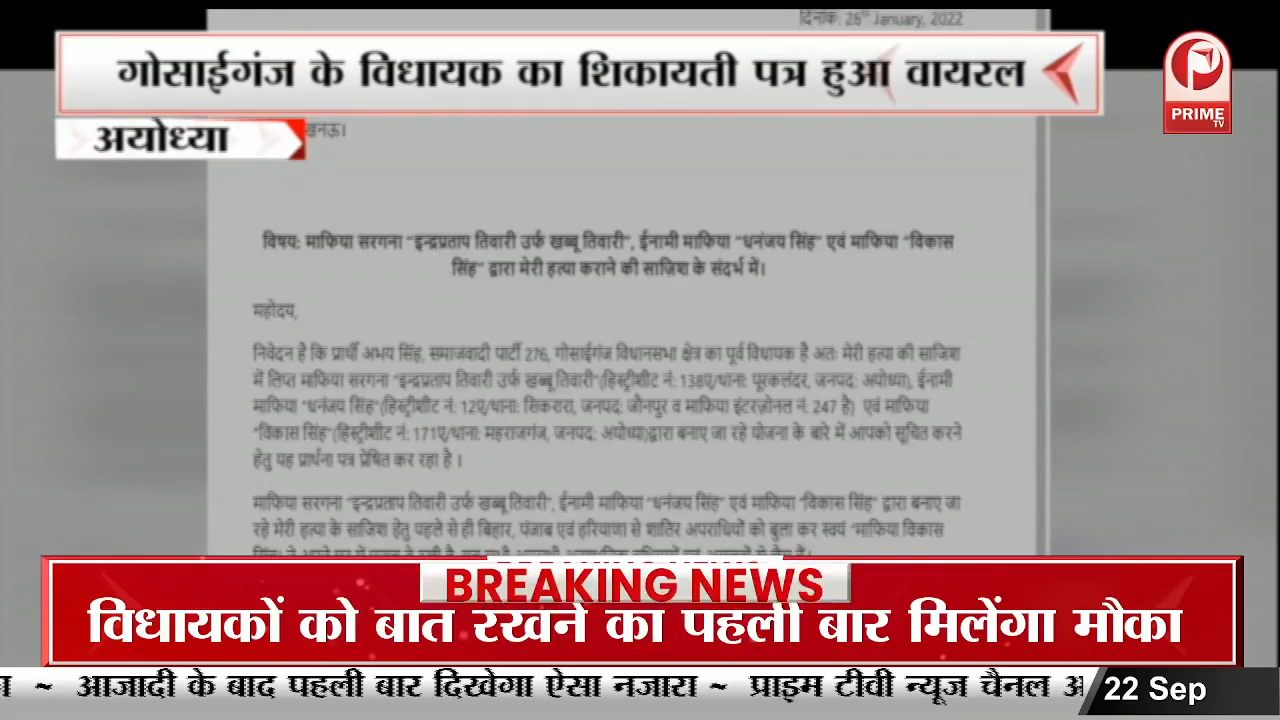 दिनांक: 26th January, 2022
गोसाईगंज के विधायक का शिकायती पत्र हुआ वायरल
PRIME
TV
अयोध्या
खनऊ।
विषय: माफिया सरगना "इन्द्रप्रताप तिवारी उर्फ खब्बू तिवारी", ईनामी माफिया "धनंजय सिंह" एवं माफिया "विकास
सिंह" द्वारा मेरी हत्या कराने की साज़िश के संदर्भ में।
महोदय,
निवेदन है कि प्रार्थी अभय सिंह, समाजवादी पार्टी 276, गोसाईगंज विधानसभा क्षेत्र का पूर्व विधायक है अतः मेरी हत्या की साजिश
में लिप्त माफिया सरगना "इन्द्रप्रताप तिवारी उर्फ खब्बू तिवारी"(हिस्ट्रीशीट नं: 138ए/थाना: पूरकलंदर, जनपद: अयोध्या), ईनामी
माफिया "धनंजय सिंह"(हिस्ट्रीशीट नं: 12ए/थाना: सिकरारा, जनपद: जौनपुर व माफिया इंटरज़ोनल नं: 247 है) एवं माफिया
"विकास सिंह"(हिस्ट्रीशीट नं: 171ए/थाना: महराजगंज, जनपद: अयोध्या)द्वारा बनाए जा रहे योजना के बारे में आपको सूचित करने
हेतु यह प्रार्थना पत्र प्रेषित कर रहा है ।
माफिया सरगना "इन्द्रप्रताप तिवारी उर्फ खब्बू तिवारी", ईनामी माफिया "धनंजय सिंह" एवं माफिया "विकास सिंह" द्वारा बनाए जा
रहे मेरी हत्या के साजिश हेतु पहले से ही बिहार, पंजाब एवं हरियाणा से शातिर अपराधियों को बुला कर स्वयं "माफिया विकास
BREAKING NEWS
विधायकों को बात रखने का पहली बार मिलेंगा मौका
~ आजादी के बाद पहली बार दिखेगा ऐसा नजारा ~ प्राइम टीवी न्यूज चैनल अ
22 Sep